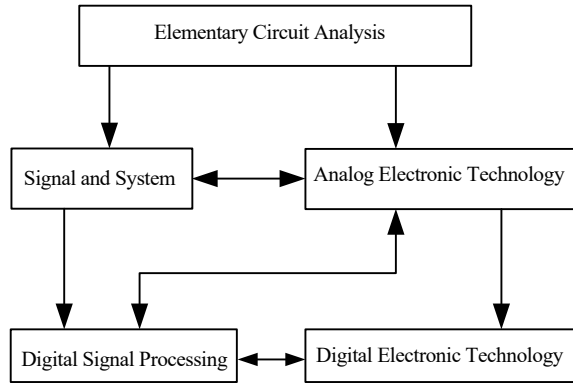 Elementary Circuit Analysis
Signal and System
Analog Electronic Technology
Digital Signal Processing
Digital Electronic Technology